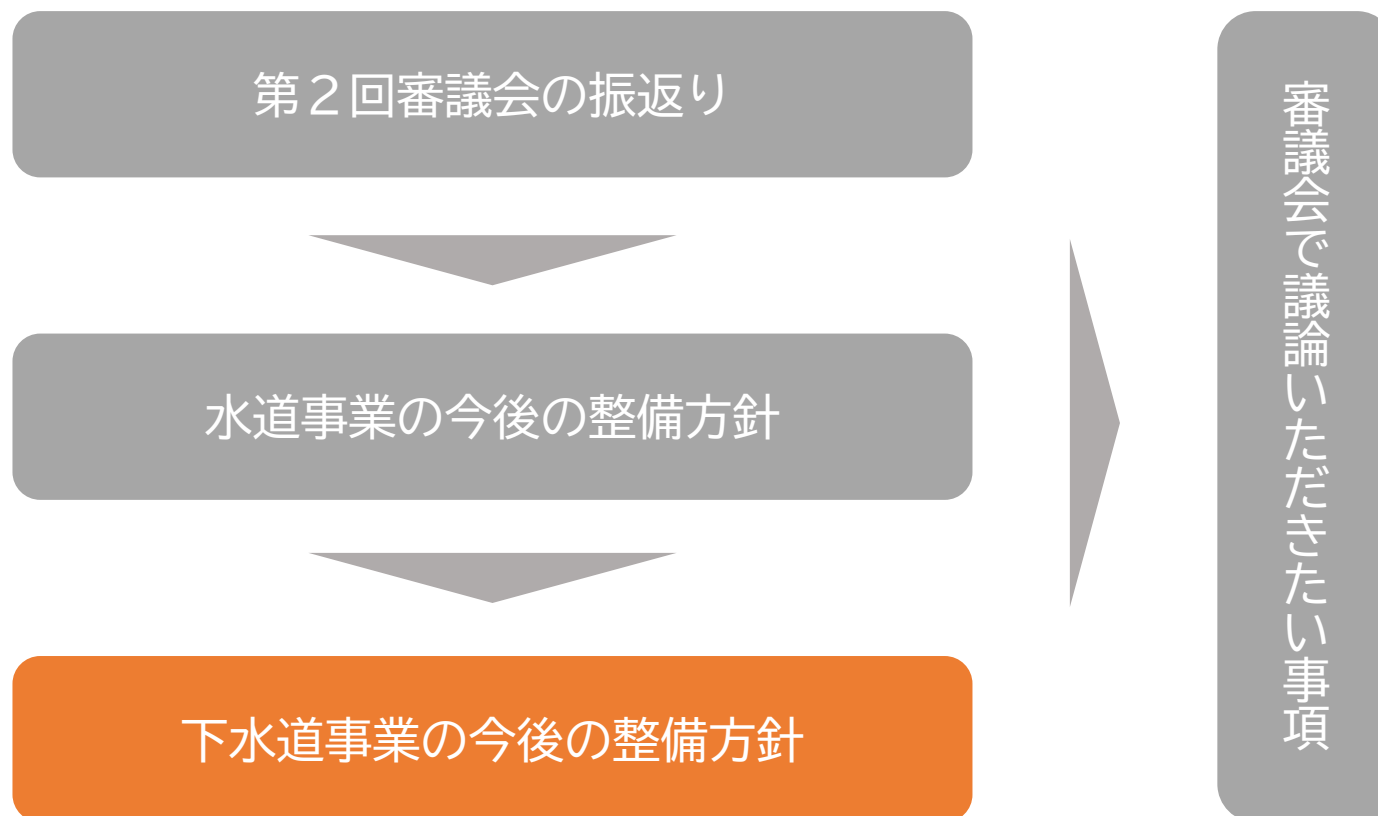 第２回審議会の振返り
水道事業の今後の整備方針
下水道事業の今後の整備方針
審議会で議論いただきたい事項